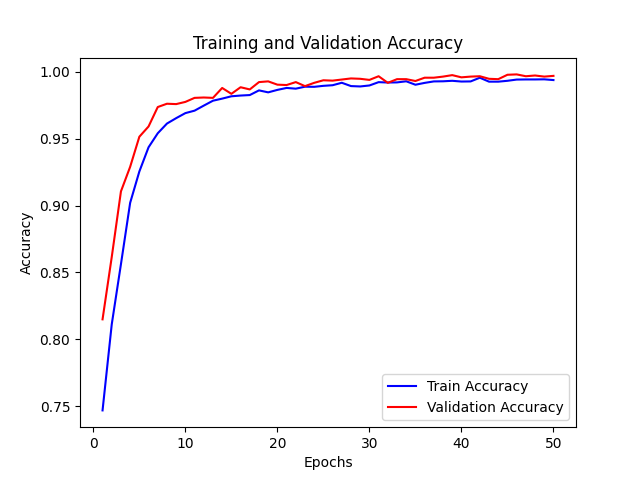 Training and Validation Accuracy
1.00
0.95
0.90
0.85
0.80
0.75
Accuracy
Train Accuracy
Validation Accuracy
0 10 20 30 40 50
Epochs